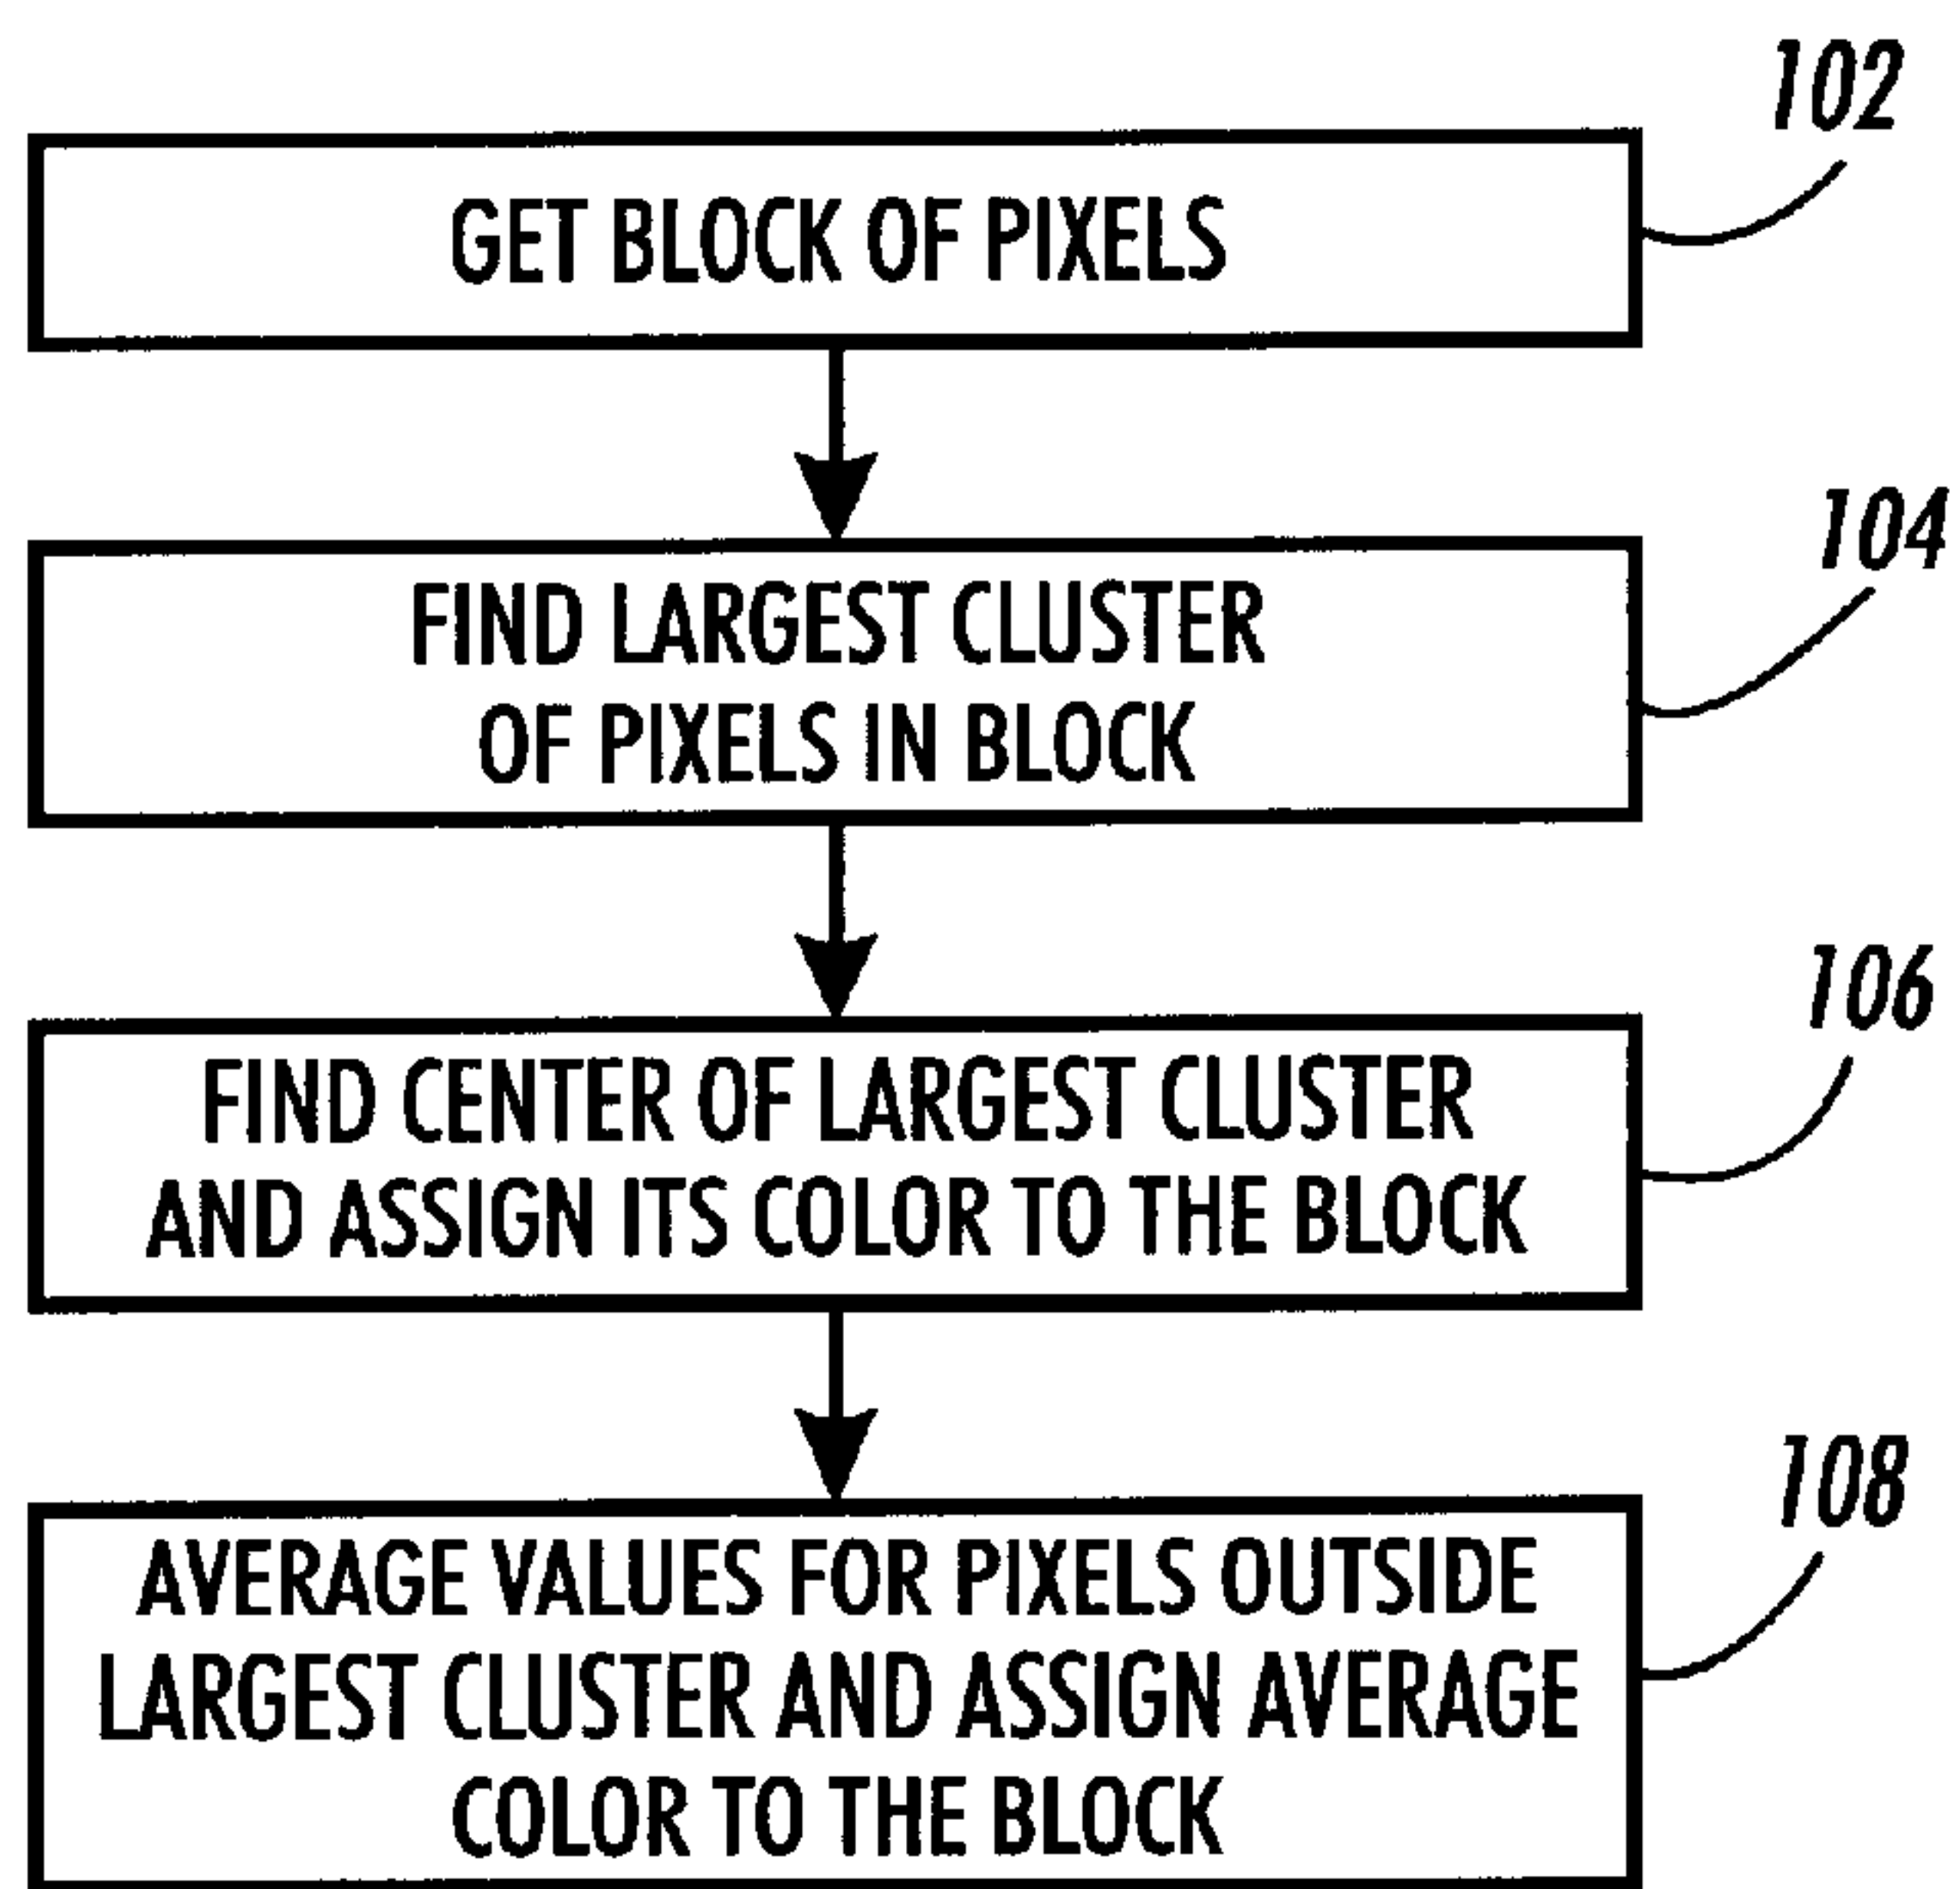 102
GET BLOCK OF PIXELS
104
FIND LARGEST CLUSTER
OF PIXELS IN BLOCK
106
FIND CENTER OF LARGEST CLUSTER
AND ASSIGN ITS COLOR TO THE BLOCK
108
AVERAGE VALUES FOR PIXELS OUTSIDE
LARGEST CLUSTER AND ASSIGN AVERAGE
COLOR TO THE BLOCK